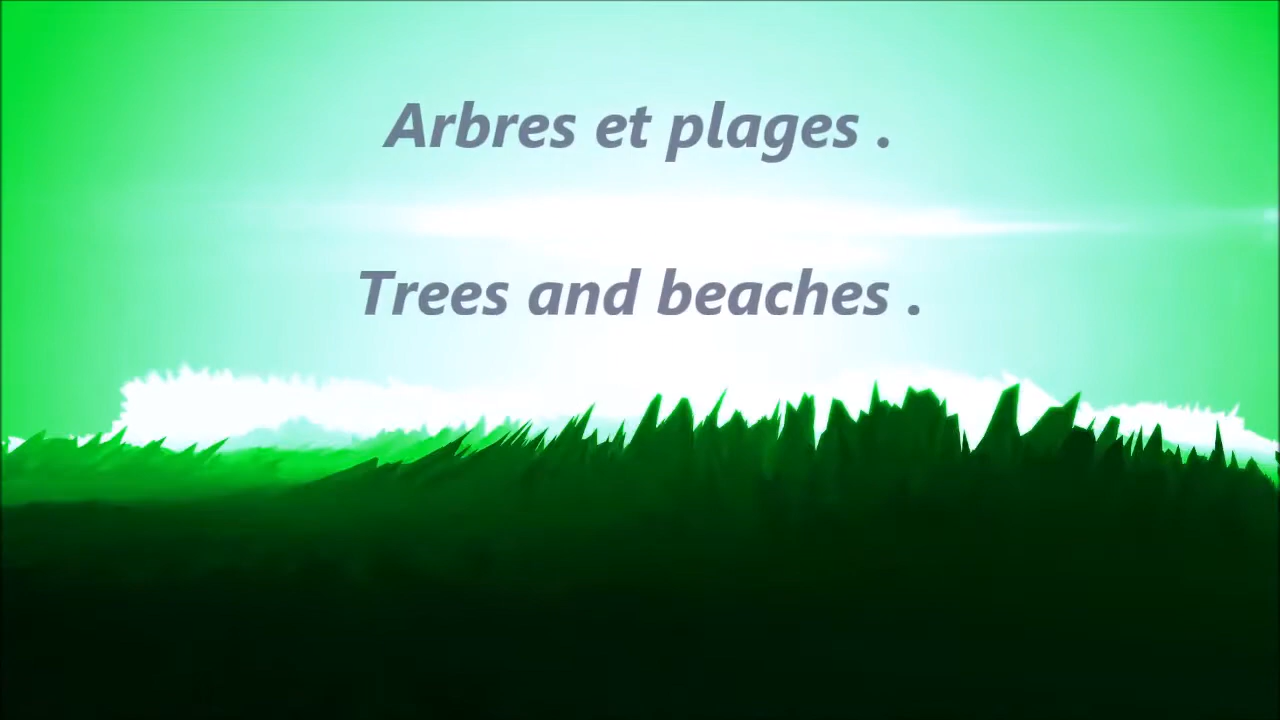 Arbres et plages .
Trees and beaches .